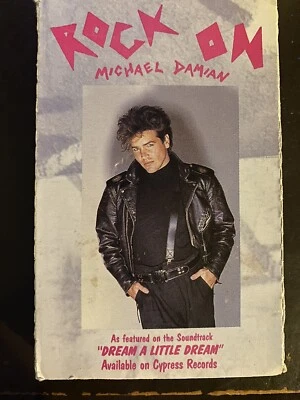 ROCK ON
MICHAEL DAMIAN
As featured on the Soundtrack
"DREAM A LITTLE DREAM"
Available on Cypress Records